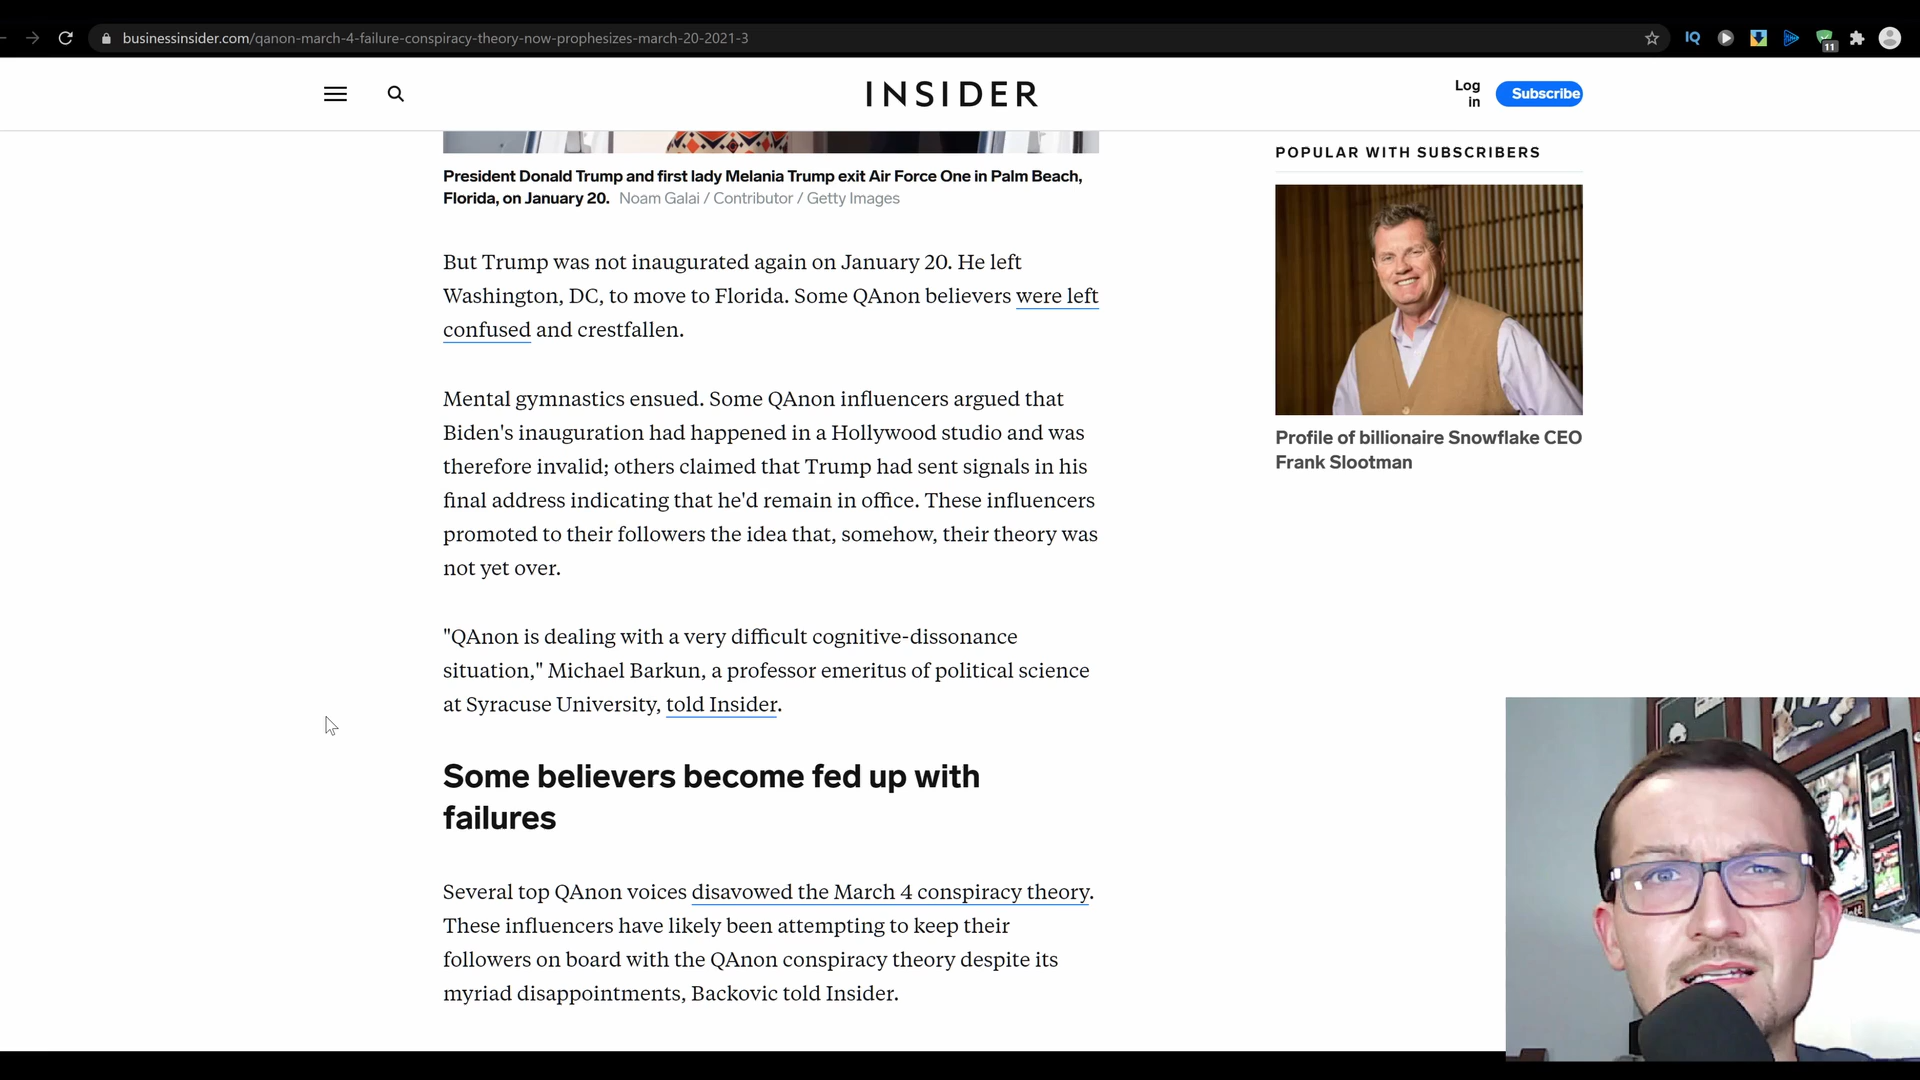 businessinsider.com/qanon-march-4-failure-conspiracy-theory-now-prophesizes-march-20-2021-3
IQ
11
INSIDER
Log
in
Subscribe
President Donald Trump and first lady Melania Trump exit Air Force One in Palm Beach,
Florida, on January 20. Noam Galai / Contributor / Getty Images
But Trump was not inaugurated again on January 20. He left
Washington, DC, to move to Florida. Some QAnon believers were left
confused and crestfallen.
Mental gymnastics ensued. Some QAnon influencers argued that
Biden's inauguration had happened in a Hollywood studio and was
therefore invalid; others claimed that Trump had sent signals in his
final address indicating that he'd remain in office. These influencers
promoted to their followers the idea that, somehow, their theory was
not yet over.
"QAnon is dealing with a very difficult cognitive-dissonance
situation," Michael Barkun, a professor emeritus of political science
at Syracuse University, told Insider.
Some believers become fed up with
failures
Several top QAnon voices disavowed the March 4 conspiracy theory.
These influencers have likely been attempting to keep their
followers on board with the QAnon conspiracy theory despite its
myriad disappointments, Backovic told Insider.
POPULAR WITH SUBSCRIBERS
Profile of billionaire Snowflake CEO
Frank Slootman